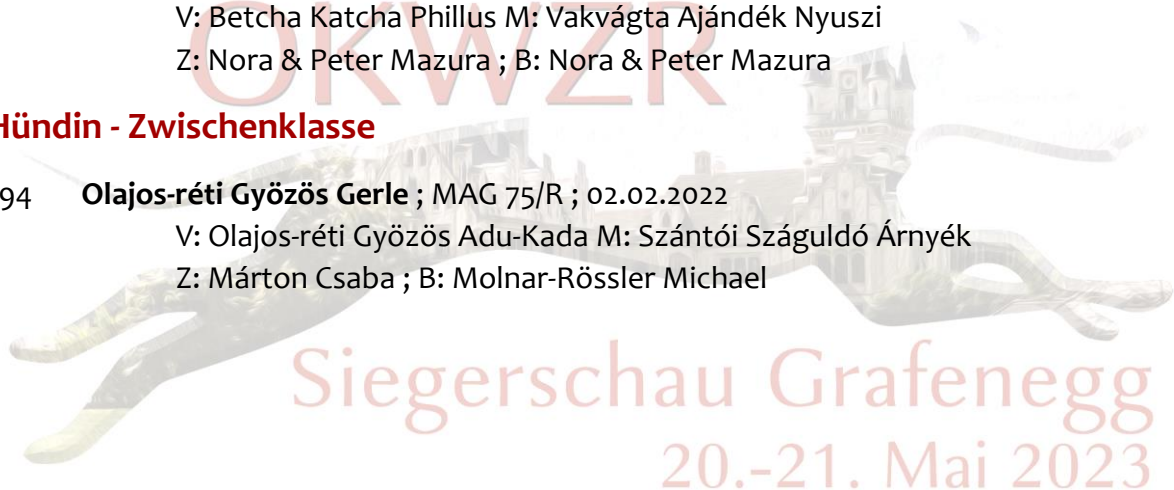 V: Betcha Katcha Phillus M: Vakvágta Ajándék Nyuszi
OKWZR
Z: Nora & Peter Mazura ; B: Nora & Peter Mazura
Hündin - Zwischenklasse
94 Olajos-réti Gyözös Gerle ; MAG 75/R ; 02.02.2022
V: Olajos-réti Gyözös Adu-Kada M: Szántói Száguldó Árnyék
Z: Márton Csaba ; B: Molnar-Rössler Michael
Siegerschau Grafenegg
20.-21. Mai 2023